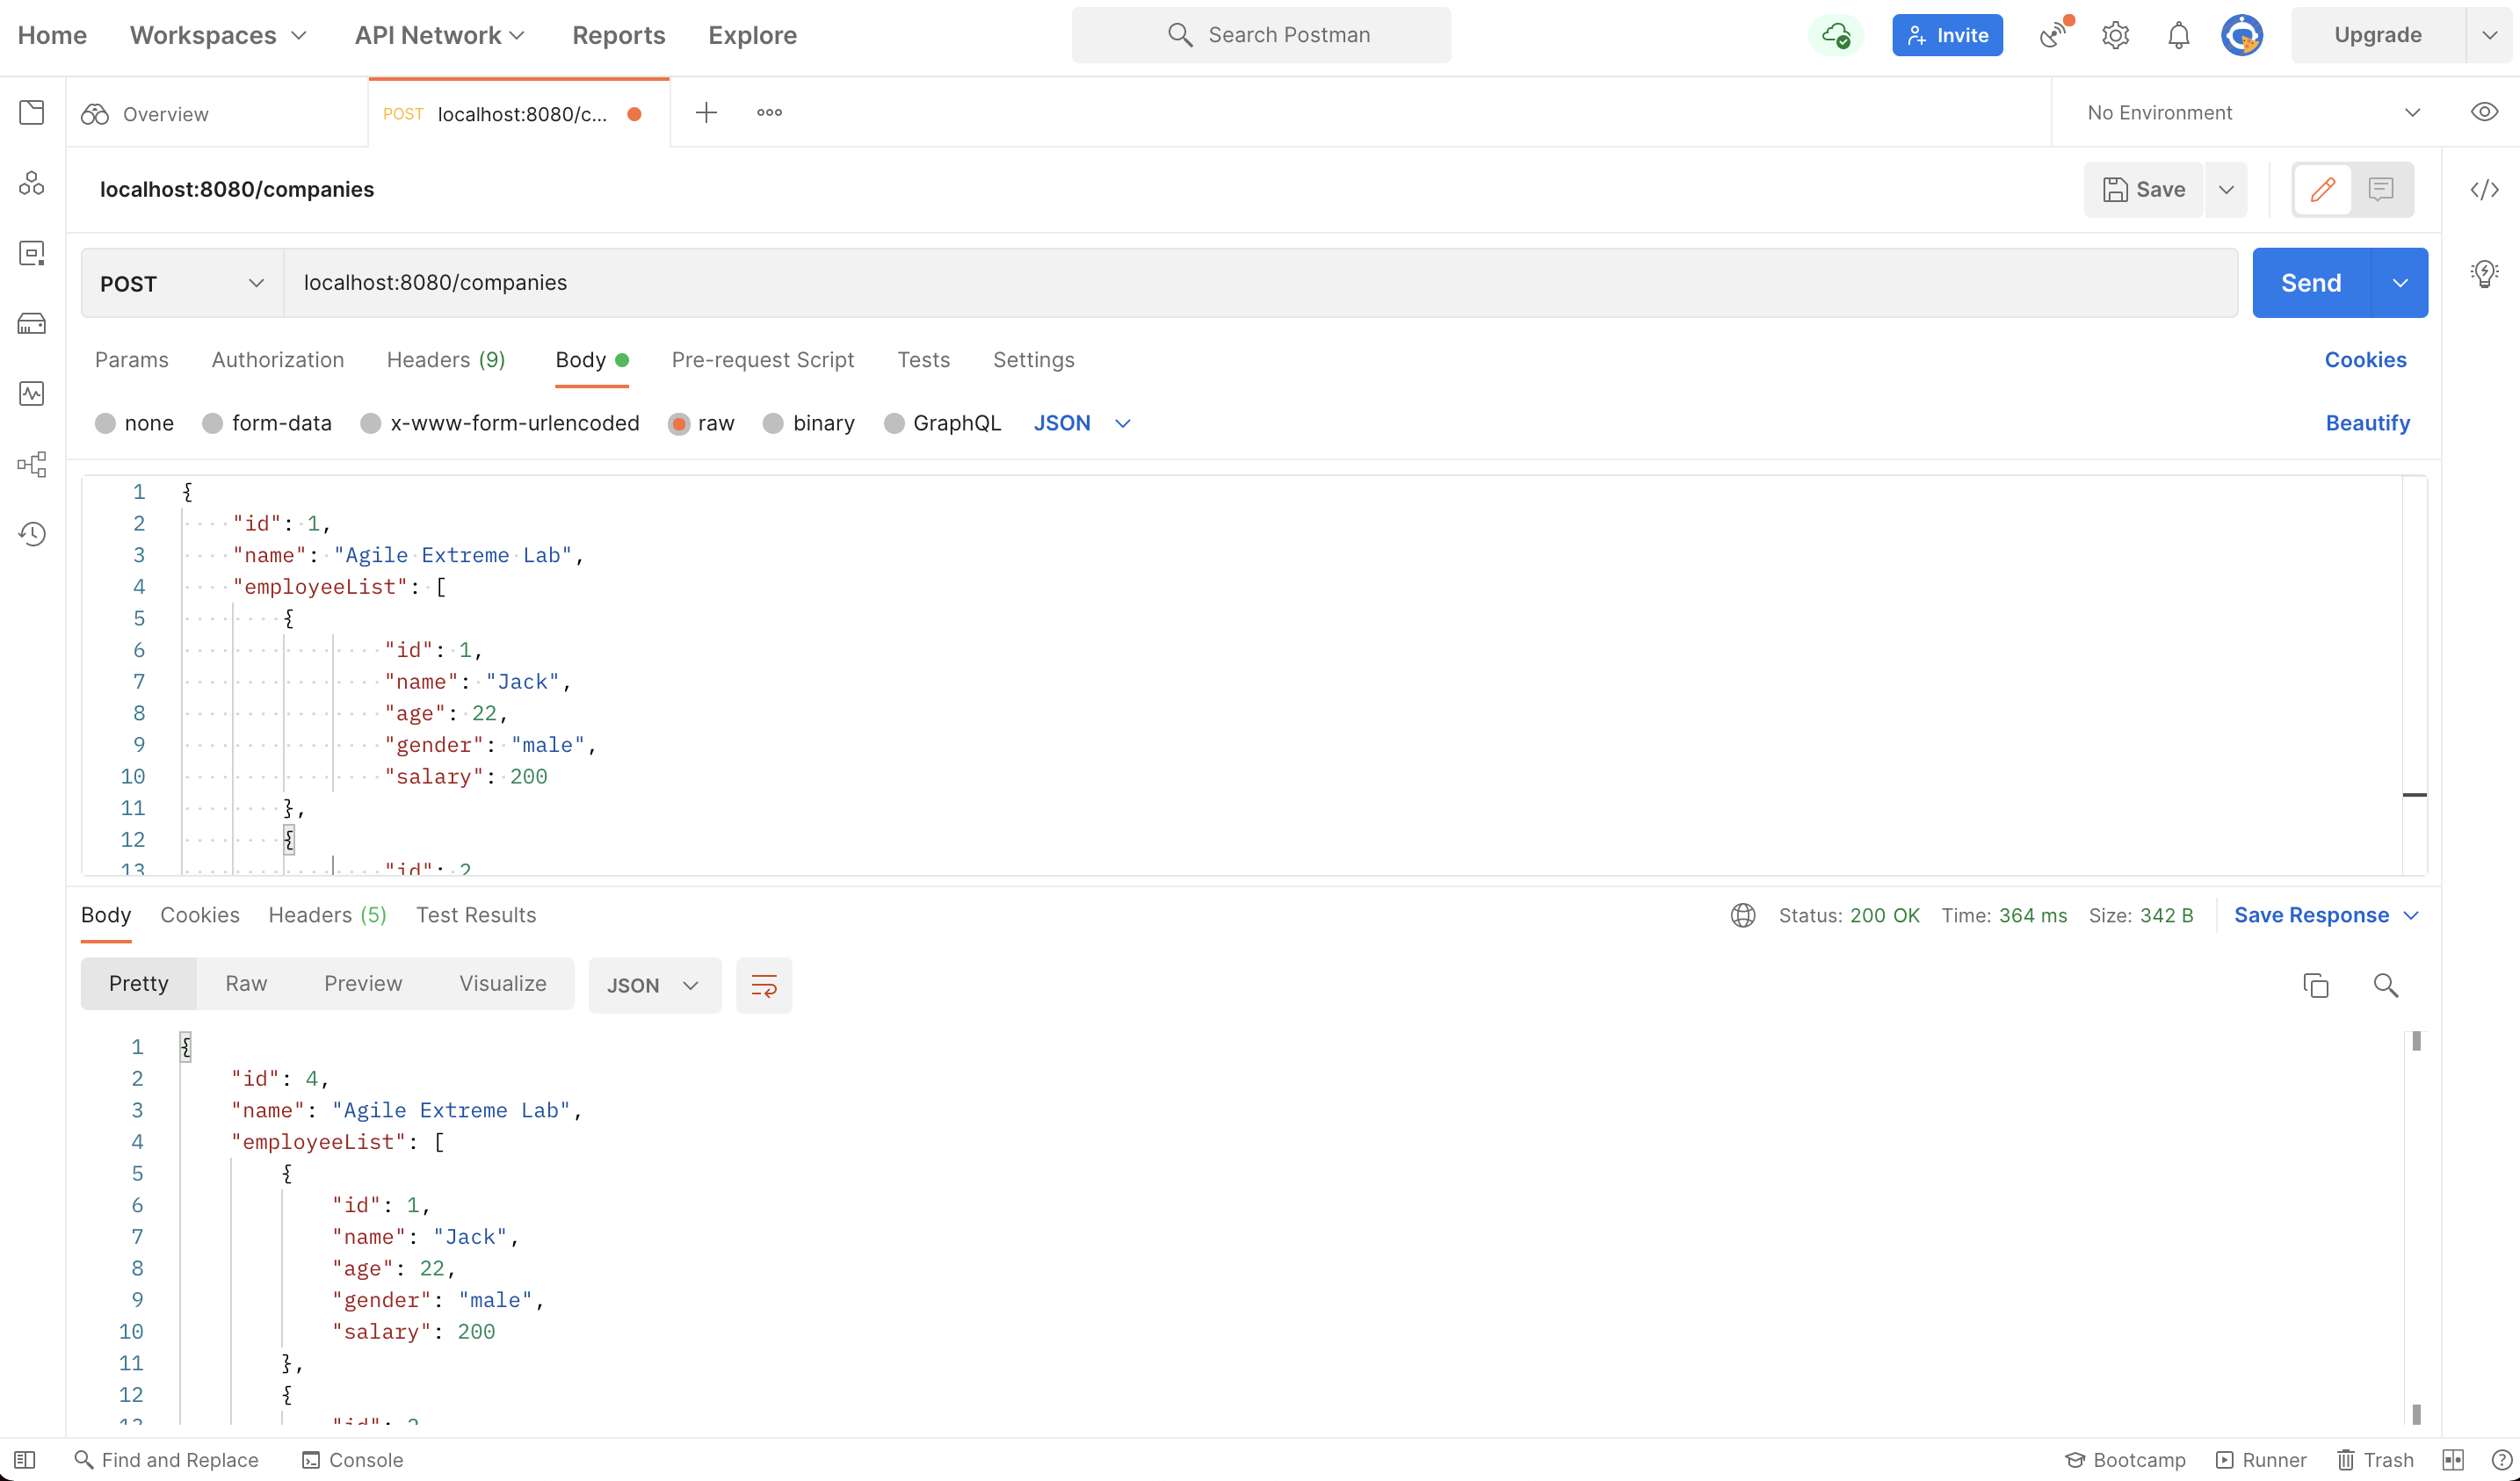 Home Workspaces API Network Reports Explore Search Postman Invite Upgrade
Overview POST localhost:8080/c... No Environment
localhost:8080/companies Save
POST localhost:8080/companies Send
Params Authorization Headers (9) Body Pre-request Script Tests Settings Cookies
none form-data x-www-form-urlencoded raw binary GraphQL JSON Beautify
1 {
2 "id": 1,
3 "name": "Agile Extreme Lab",
4 "employeeList": [
5 {
6 "id": 1,
7 "name": "Jack",
8 "age": 22,
9 "gender": "male",
10 "salary": 200
11 },
12 {
13 "id": 2
Body Cookies Headers (5) Test Results Status: 200 OK Time: 364 ms Size: 342 B Save Response
Pretty Raw Preview Visualize JSON
1 {
2 "id": 4,
3 "name": "Agile Extreme Lab",
4 "employeeList": [
5 {
6 "id": 1,
7 "name": "Jack",
8 "age": 22,
9 "gender": "male",
10 "salary": 200
11 },
12 {
Find and Replace Console Bootcamp Runner Trash